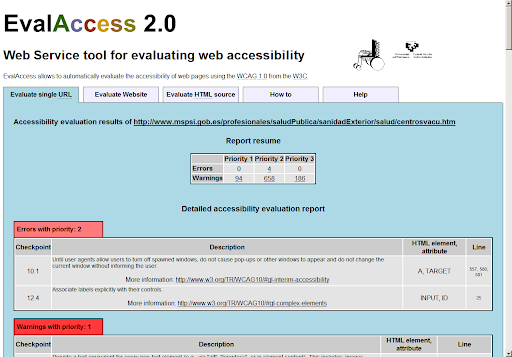 EvalAccess 2.0
Web Service tool for evaluating web accessibility
EvalAccess allows to automatically evaluate the accessibility of web pages using the WCAG 1.0 from the W3C
Evaluate single URL
Evaluate Website
Evaluate HTML source
How to
Help
Accessibility evaluation results of http://www.mspsi.gob.es/profesionales/saludPublica/sanidadExterior/salud/centrosvacu.htm
Report resume
Priority 1 Priority 2 Priority 3
Errors 0 4 0
Warnings 94 658 186
Detailed accessibility evaluation report
Errors with priority: 2
Checkpoint Description HTML element, attribute Line
10.1 Until user agents allow users to turn off spawned windows, do not cause pop-ups or other windows to appear and do not change the
current window without informing the user.
More information: http://www.w3.org/TR/WCAG10/#gl-interim-accessibility
A, TARGET
12.4 Associate labels explicitly with their controls.
More information: http://www.w3.org/TR/WCAG10/#gl-complex-elements
INPUT, ID
Warnings with priority: 1
Checkpoint Description HTML element, attribute Line